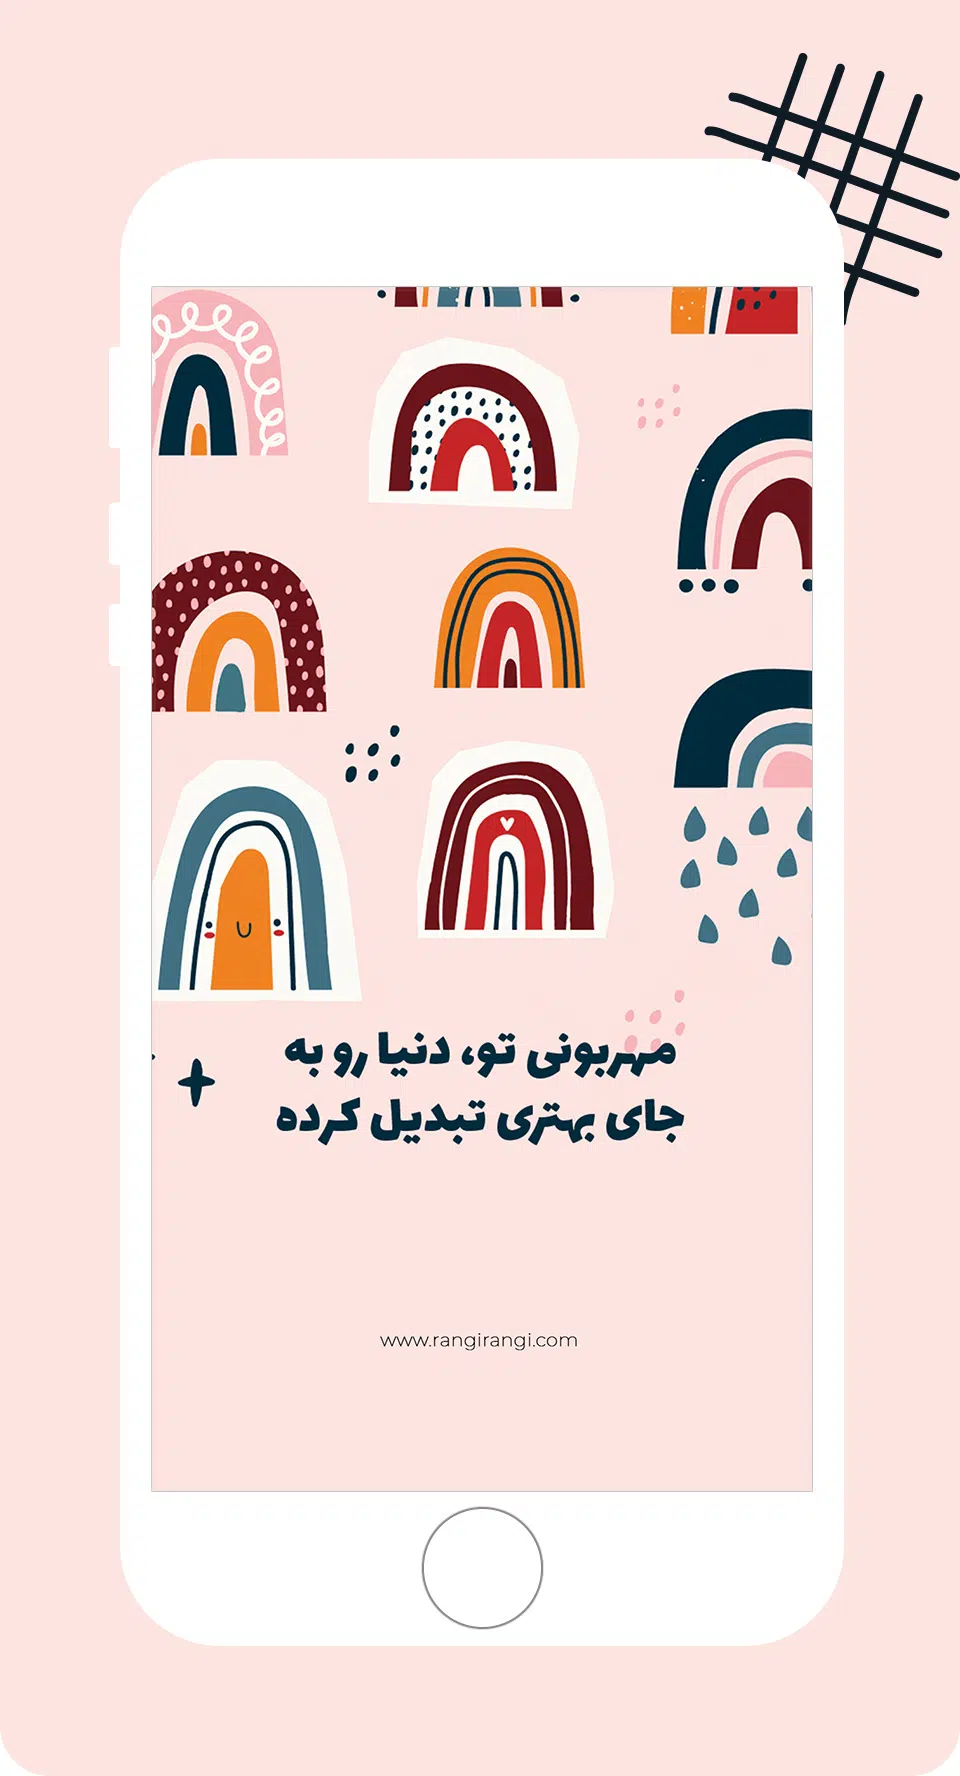 مهربونی تو، دنیا رو به
جای بهتری تبدیل کرده
www.rangirangi.com